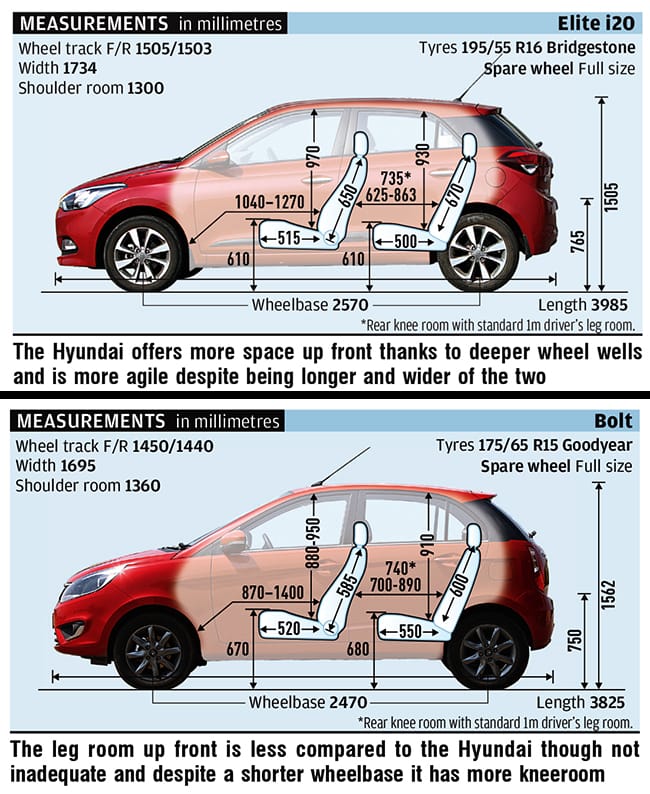 MEASUREMENTS in millimetres Elite i20
Wheel track F/R 1505/1503 Tyres 195/55 R16 Bridgestone
Width 1734 Spare wheel Full size
Shoulder room 1300
970
930
650
735*
625-863
670
1040–1270
515
500
610
610
765
1505
Wheelbase 2570 Length 3985
*Rear knee room with standard 1m driver's leg room.
The Hyundai offers more space up front thanks to deeper wheel wells
and is more agile despite being longer and wider of the two
MEASUREMENTS in millimetres Bolt
Wheel track F/R 1450/1440 Tyres 175/65 R15 Goodyear
Width 1695 Spare wheel Full size
Shoulder room 1360
880-950
910
585
740*
700-890
600
870–1400
520
550
670
680
750
1562
Wheelbase 2470 Length 3825
*Rear knee room with standard 1m driver's leg room.
The leg room up front is less compared to the Hyundai though not
inadequate and despite a shorter wheelbase it has more kneeroom